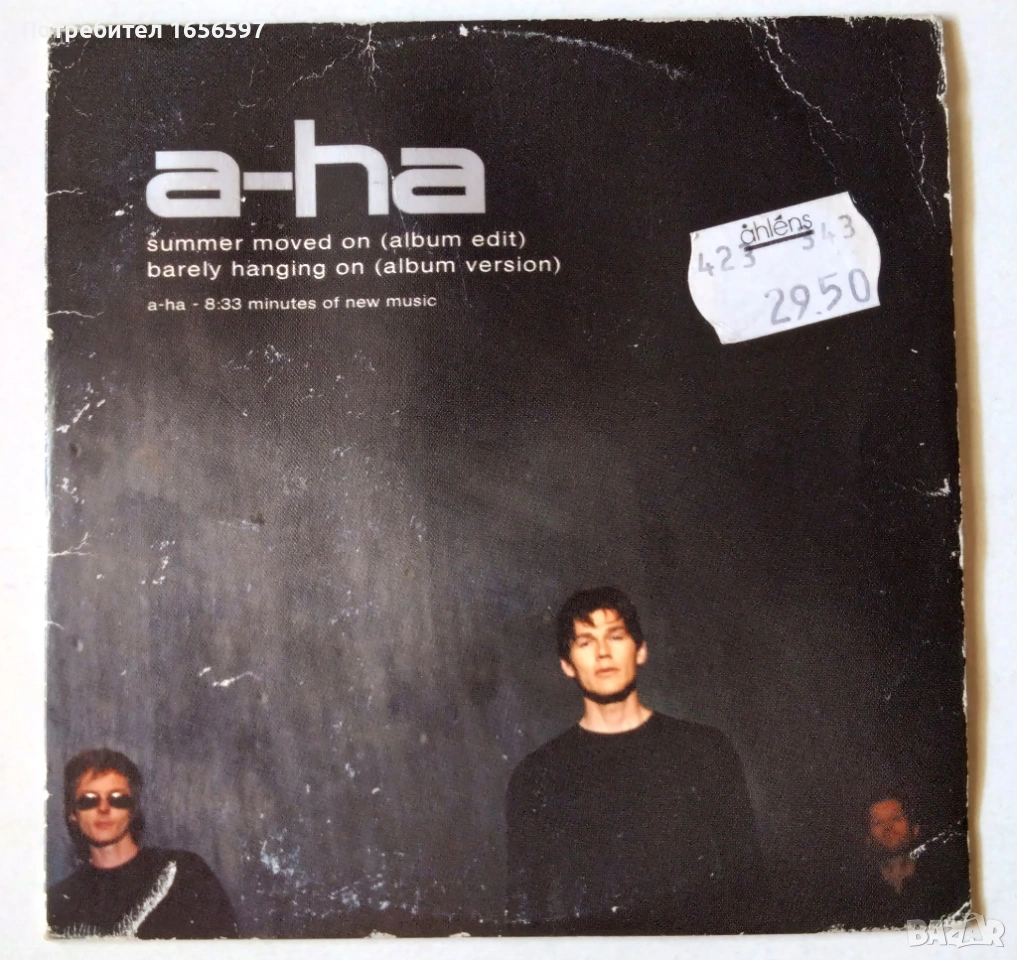 Потребител 1656597
a-ha
summer moved on (album edit)
barely hanging on (album version)
a-ha - 8:33 minutes of new music
åhléns
423 343
29.50
BAZAR